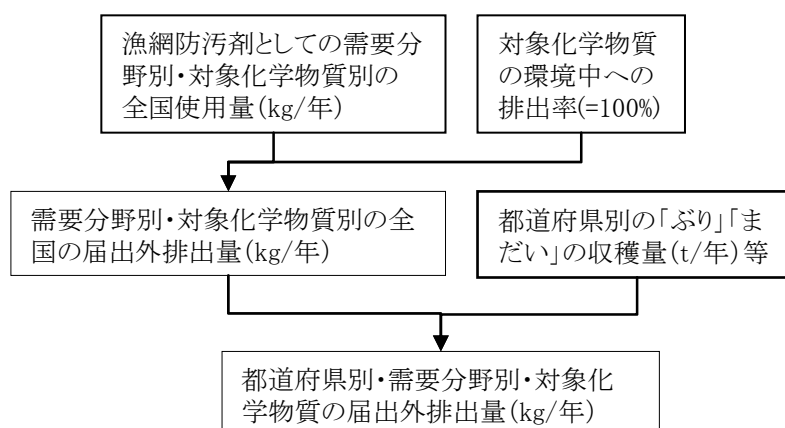 漁網防汚剤としての需要分
野別・対象化学物質別の
全国使用量(kg/年)
対象化学物質
の環境中への
排出率(=100%)
需要分野別・対象化学物質別の全
国の届出外排出量(kg/年)
都道府県別の「ぶり」「ま
だい」の収穫量(t/年)等
都道府県別・需要分野別・対象化
学物質の届出外排出量(kg/年)